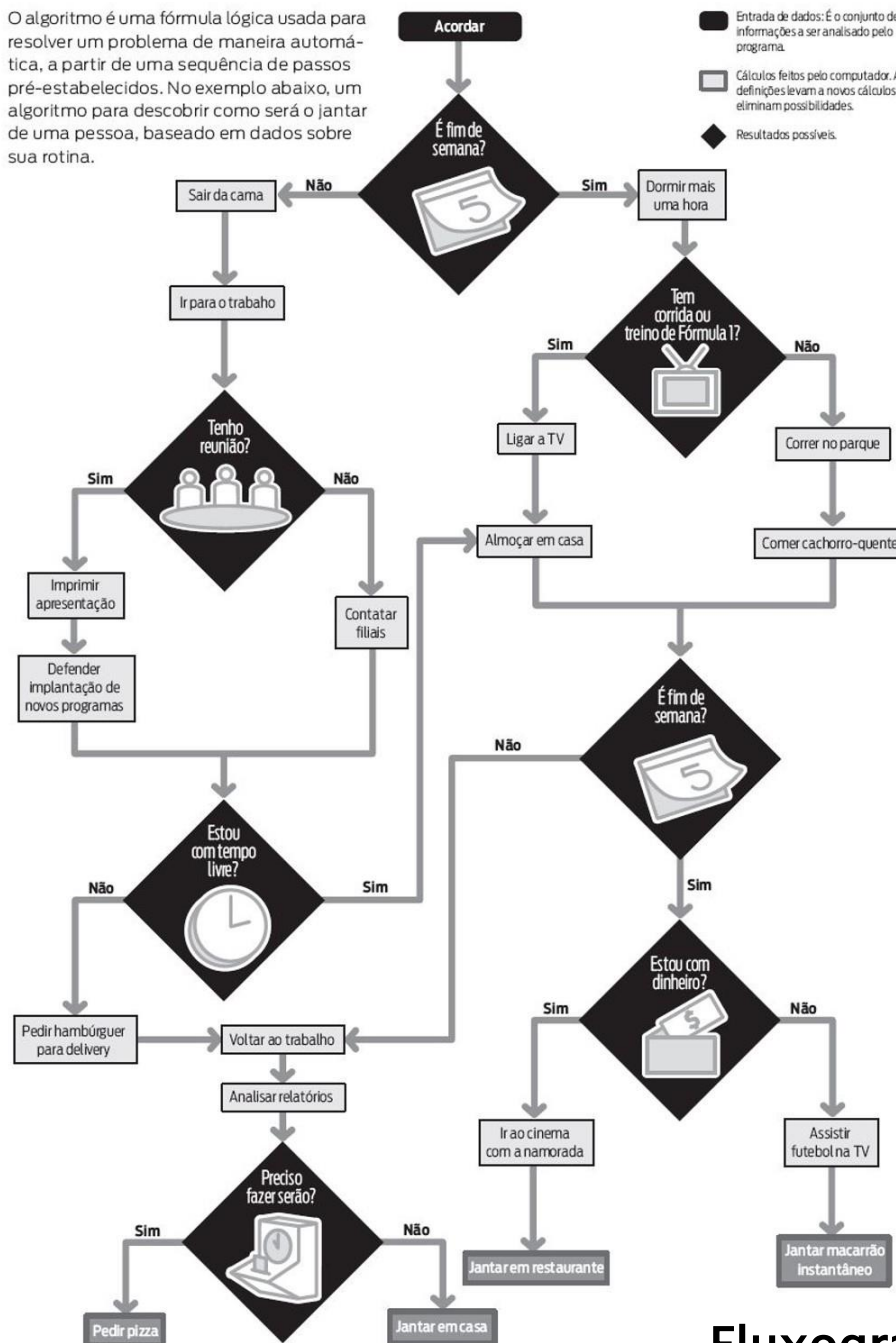 O algoritmo é uma fórmula lógica usada para
resolver um problema de maneira automá-
tica, a partir de uma sequência de passos
pré-estabelecidos. No exemplo abaixo, um
algoritmo para descobrir como será o jantar
de uma pessoa, baseado em dados sobre
sua rotina.
Acordar
Entrada de dados: É o conjunto de
informações a ser analisado pelo
programa.
Cálculos feitos pelo computador.
definições levam a novos cálculos
eliminam possibilidades.
Resultados possíveis.
É fim de
semana?
5
Não
Sim
Sair da cama
Dormir mais
uma hora
Ir para o trabaho
Tem
corrida ou
treino de Fórmula 1?
Sim
Não
Ligar a TV
Correr no parque
Tenho
reunião?
Sim
Não
Almoçar em casa
Comer cachorro-quente
Imprimir
apresentação
Contatar
filiais
Defender
implantação de
novos programas
É fim de
semana?
5
Não
Sim
Estou
com tempo
livre?
Não
Sim
Estou com
dinheiro?
$
Sim
Não
Pedir hambúrguer
para delivery
Voltar ao trabalho
Analisar relatórios
Ir ao cinema
com a namorada
Assistir
futebol na TV
Preciso
fazer serão?
Sim
Não
Jantar em restaurante
Jantar macarrão
instantâneo
Pedir pizza
Jantar em casa